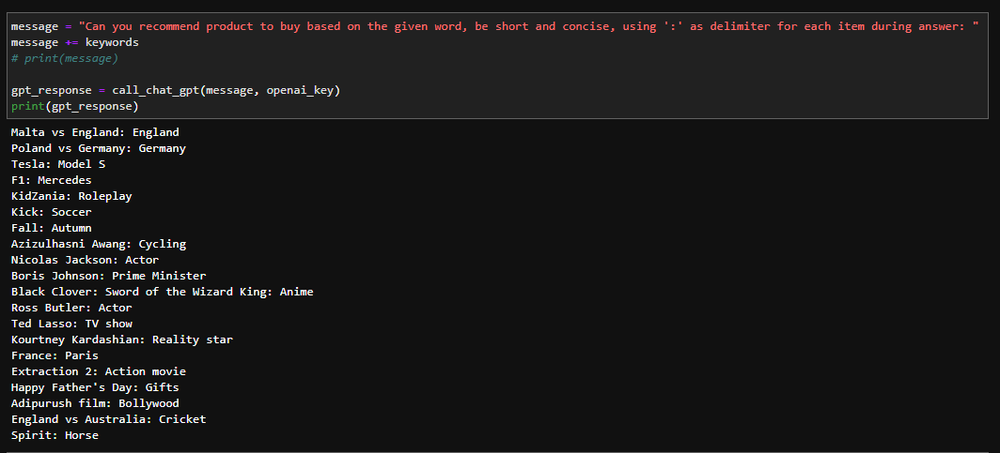 message = "Can you recommend product to buy based on the given word, be short and concise, using ':' as delimiter for each item during answer: "
message += keywords
# print(message)
gpt_response = call_chat_gpt(message, openai_key)
print(gpt_response)
Malta vs England: England
Poland vs Germany: Germany
Tesla: Model S
F1: Mercedes
KidZania: Roleplay
Kick: Soccer
Fall: Autumn
Azizulhasni Awang: Cycling
Nicolas Jackson: Actor
Boris Johnson: Prime Minister
Black Clover: Sword of the Wizard King: Anime
Ross Butler: Actor
Ted Lasso: TV show
Kourtney Kardashian: Reality star
France: Paris
Extraction 2: Action movie
Happy Father's Day: Gifts
Adipurush film: Bollywood
England vs Australia: Cricket
Spirit: Horse